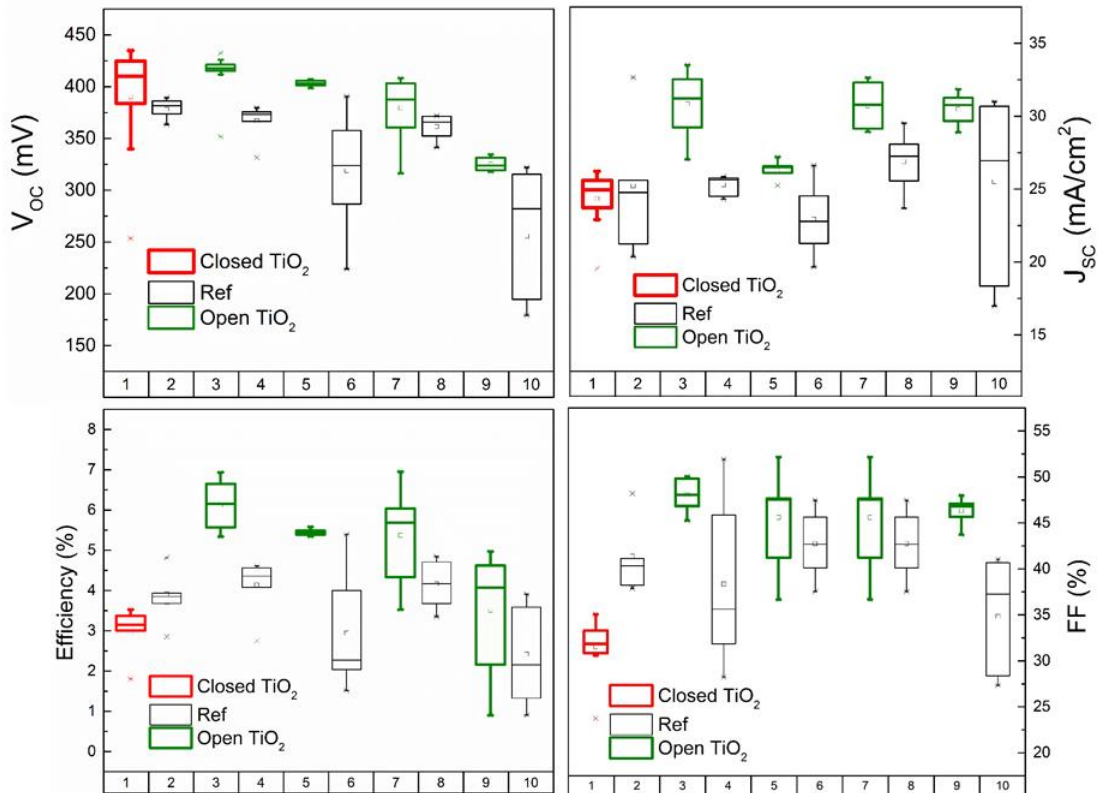 450
400
350
300
250
200
150
V_OC (mV)
Closed TiO₂
Ref
Open TiO₂
1 2 3 4 5 6 7 8 9 10
35
30
25
20
15
J_SC (mA/cm²)
Closed TiO₂
Ref
Open TiO₂
1 2 3 4 5 6 7 8 9 10
8
7
6
5
4
3
2
1
0
Efficiency (%)
Closed TiO₂
Ref
Open TiO₂
1 2 3 4 5 6 7 8 9 10
55
50
45
40
35
30
25
20
FF (%)
Closed TiO₂
Ref
Open TiO₂
1 2 3 4 5 6 7 8 9 10